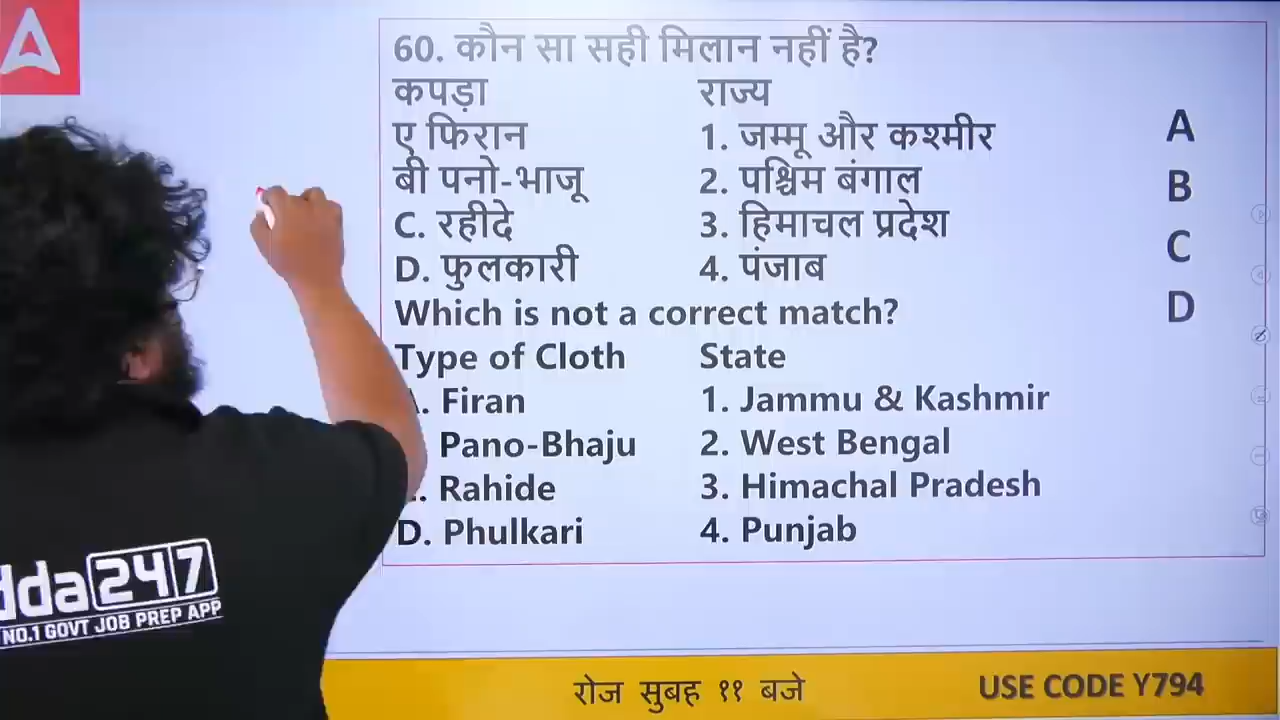 60. कौन सा सही मिलान नहीं है?
कपड़ा राज्य
ए फिरान 1. जम्मू और कश्मीर
बी पनो-भाजू 2. पश्चिम बंगाल
C. रहीदे 3. हिमाचल प्रदेश
D. फुलकारी 4. पंजाब
A
B
C
D
Which is not a correct match?
Type of Cloth State
. Firan 1. Jammu & Kashmir
Pano-Bhaju 2. West Bengal
. Rahide 3. Himachal Pradesh
D. Phulkari 4. Punjab
dda247
NO.1 GOVT JOB PREP APP
रोज सुबह ११ बजे USE CODE Y794